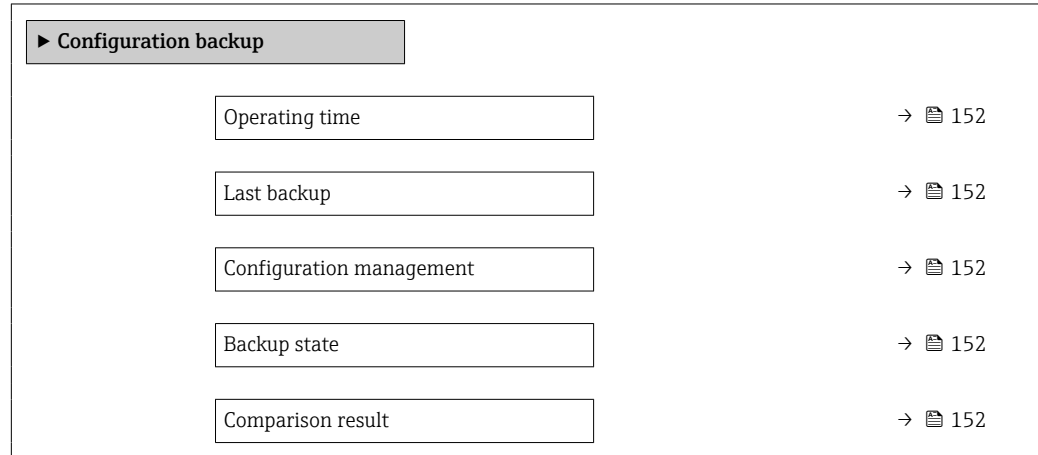 ▶ Configuration backup
Operating time → 152
Last backup → 152
Configuration management → 152
Backup state → 152
Comparison result → 152